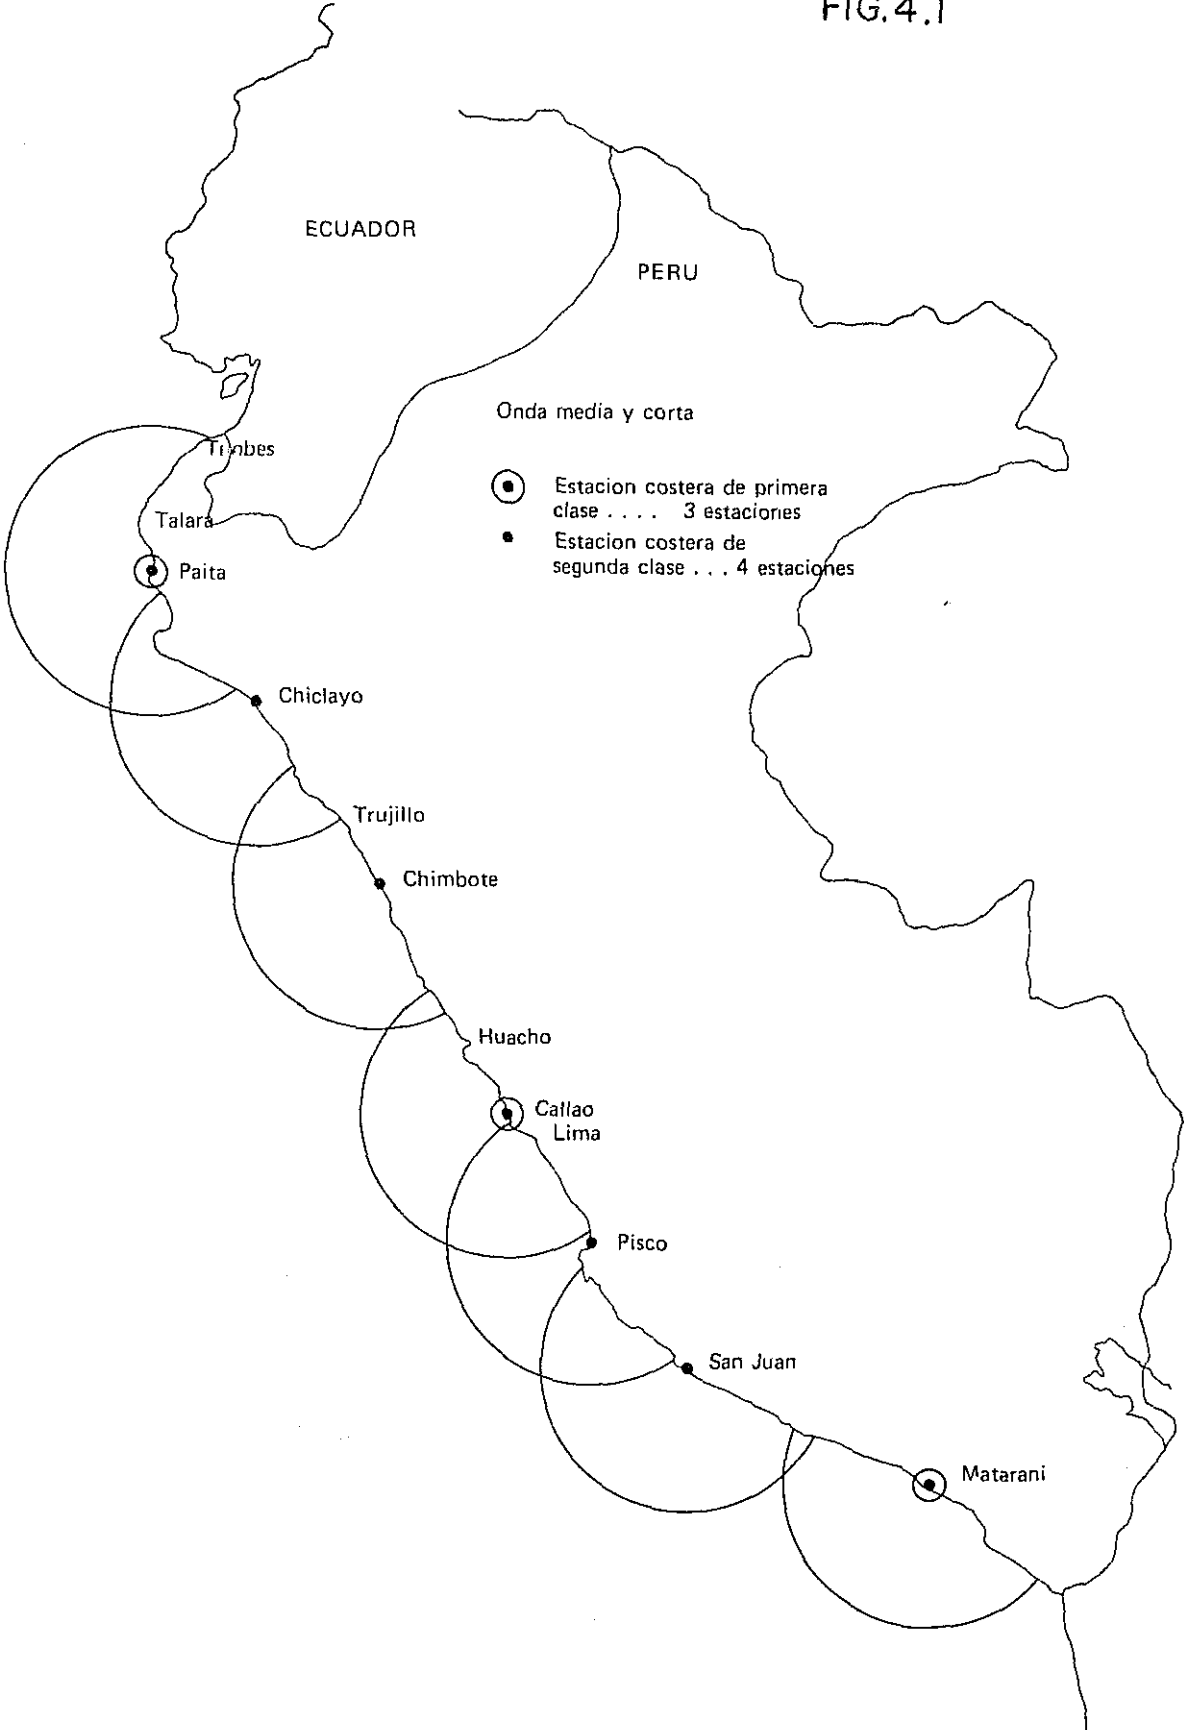 FIG.4.1
ECUADOR
PERU
Onda media y corta
Estacion costera de primera
clase . . . . 3 estaciones
Estacion costera de
segunda clase . . . 4 estaciones
Talara
Paita
Chiclayo
Trujillo
Chimbote
Huacho
Callao
Lima
Pisco
San Juan
Matarani